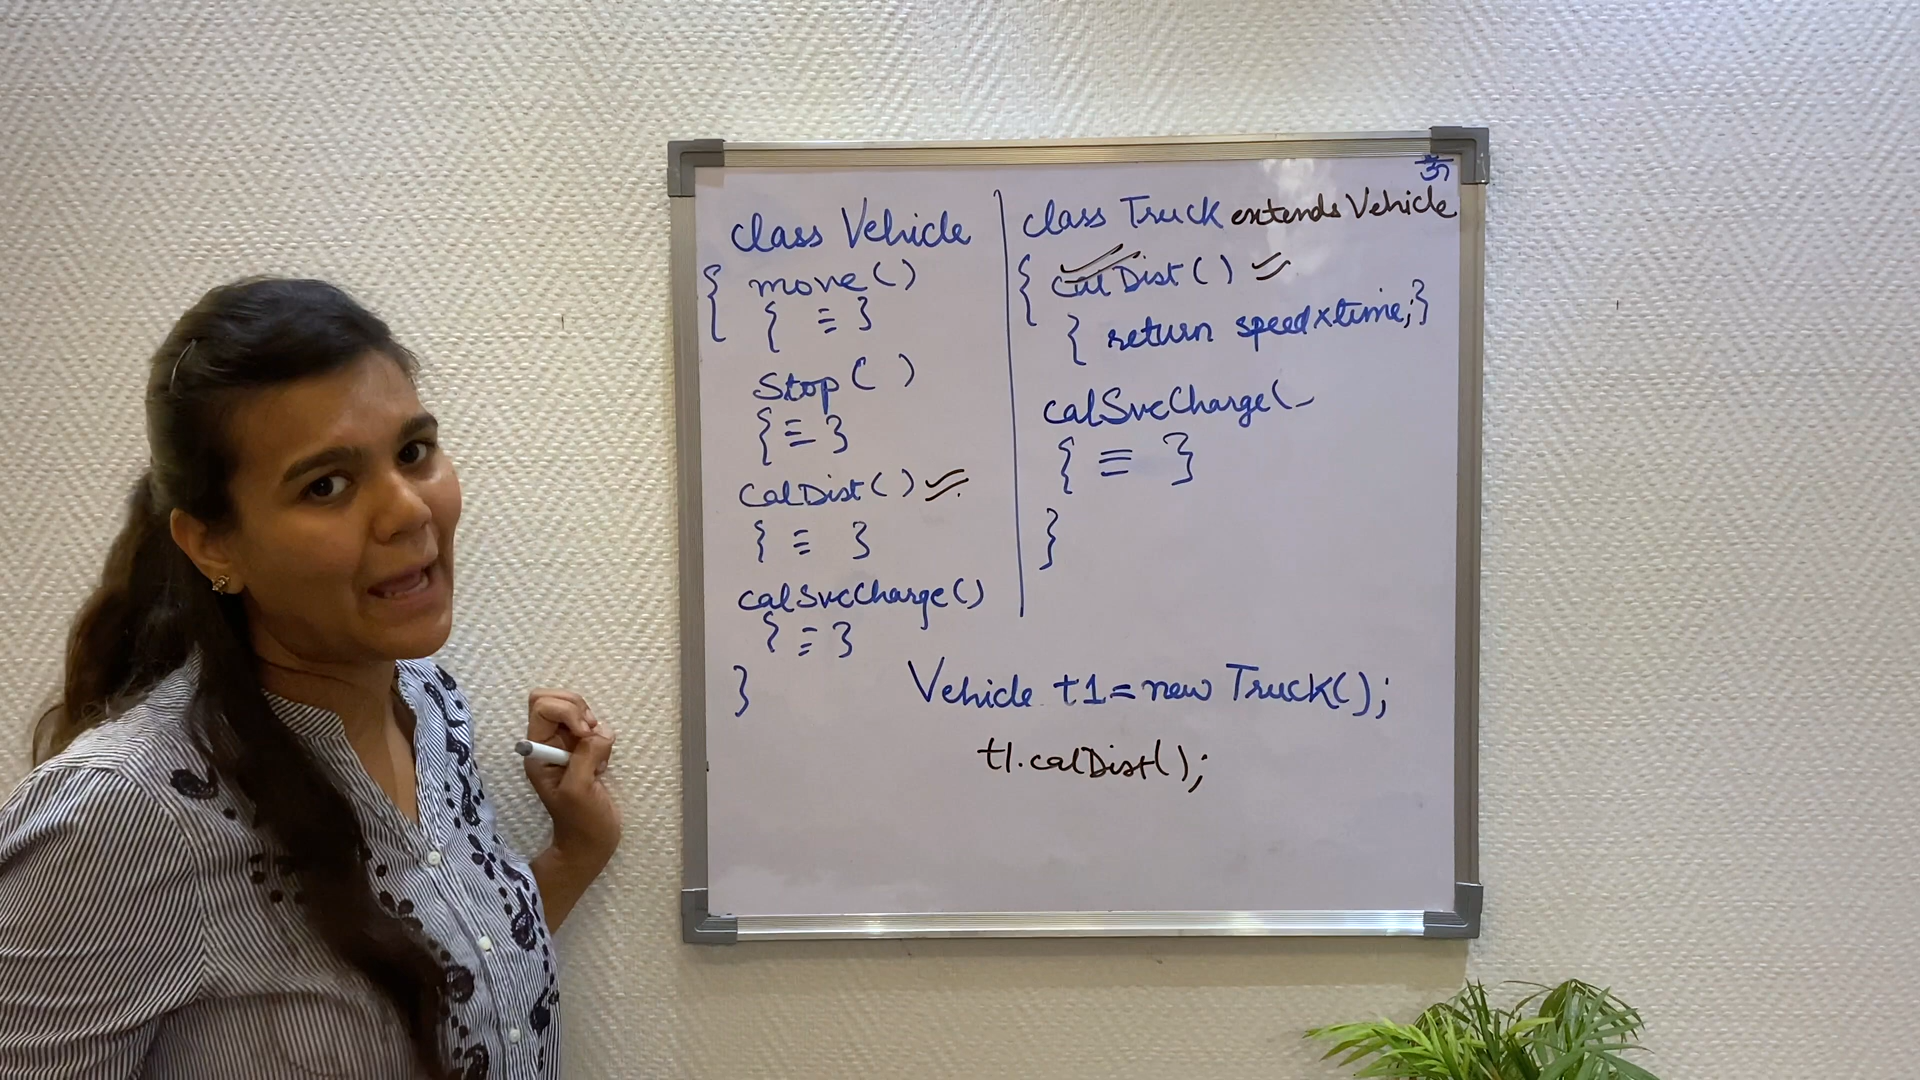 ॐ
class Vehicle
{ move()
{ ≡ }
Stop( )
{ ≡ }
CalDist()
{ ≡ }
calSvcCharge()
{ ≡ }
}
class Truck extends Vehicle
{ calDist()
{ return speed×time;}
calSvcCharge(
{ ≡ }
}
Vehicle t1 = new Truck();
t1.calDist();